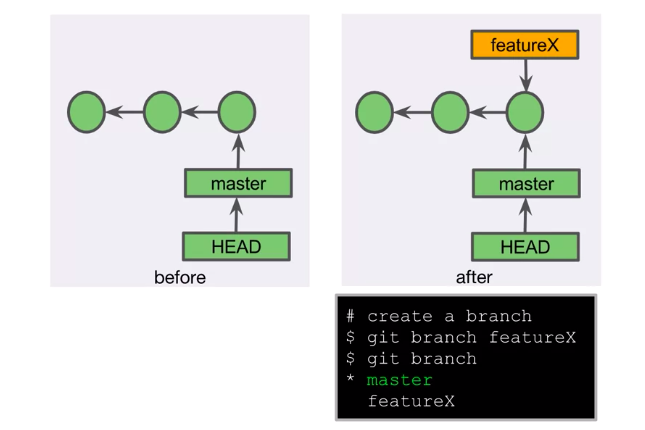 featureX
master
master
HEAD
HEAD
before
after
# create a branch
$ git branch featureX
$ git branch
* master
featureX